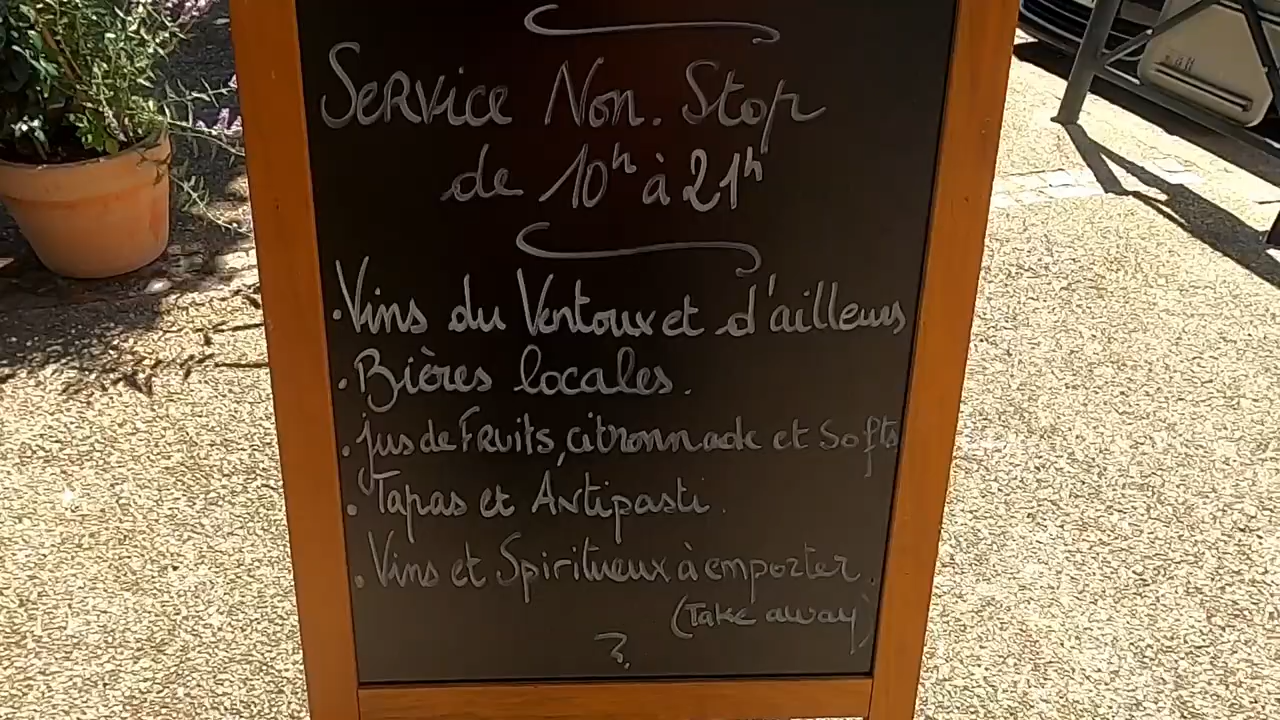 Service Non. Stop
de 10h à 21h
. Vins du Ventoux et d'ailleurs
. Bières locales.
. jus de Fruits, citronnade et Softs
. Tapas et Antipasti.
. Vins et Spiritueux à emporter.
(Take away)